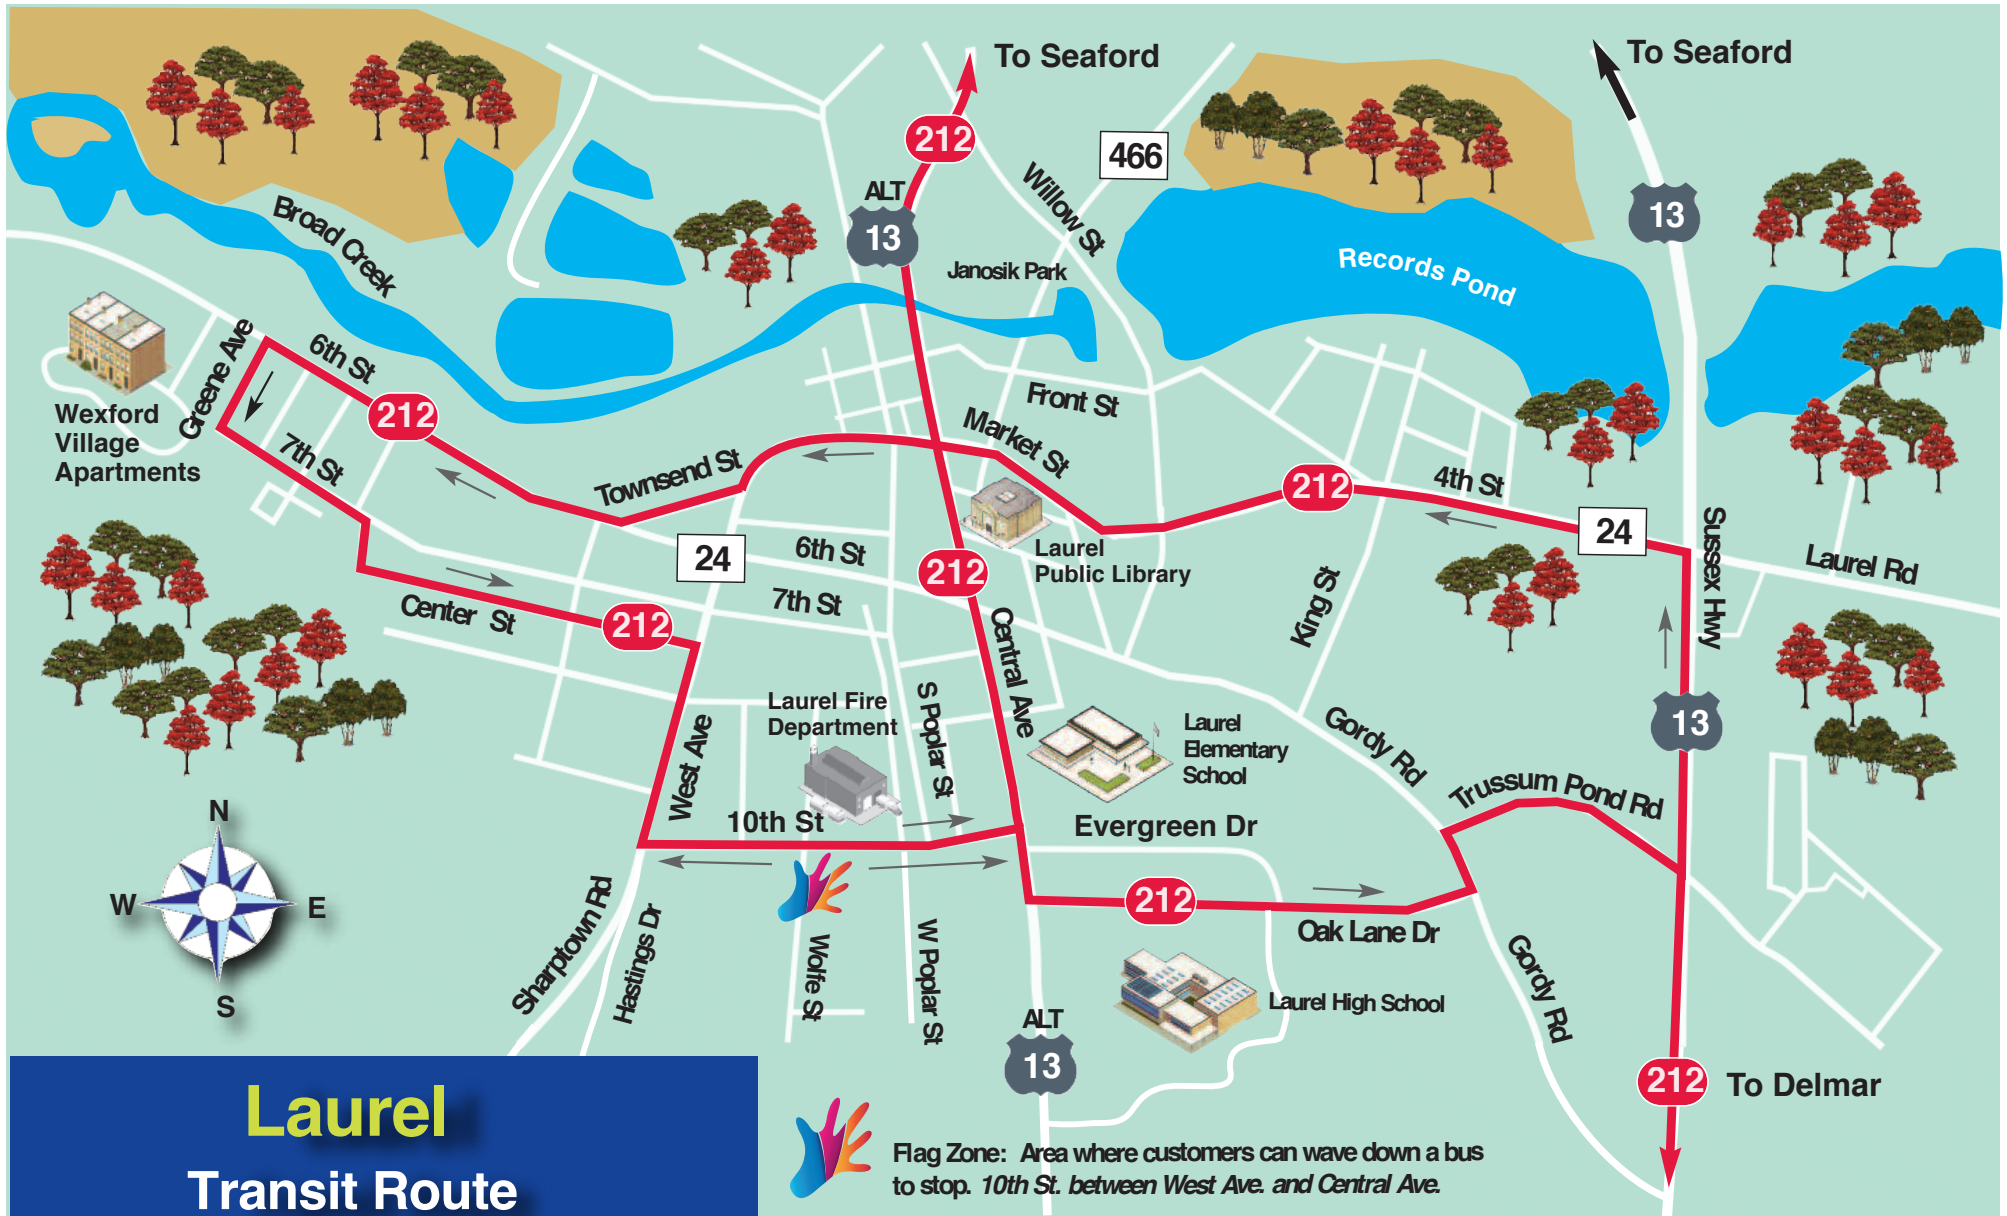 To Seaford
To Seaford
212
466
ALT
13
Willow St
13
Broad Creek
Janosik Park
Records Pond
Greene Ave
6th St
212
Wexford
Village
Apartments
7th St
Townsend St
Front St
Market St
212
4th St
24
Sussex Hwy
Laurel Rd
24
6th St
7th St
212
Laurel
Public Library
King St
Center St
212
Central Ave
Laurel Fire
Department
S Poplar St
West Ave
Laurel
Elementary
School
Gordy Rd
13
Trussum Pond Rd
10th St
Evergreen Dr
N
W
E
S
212
Oak Lane Dr
Sharptown Rd
Hastings Dr
Wolfe St
W Poplar St
Laurel High School
Gordy Rd
ALT
13
212
To Delmar
Laurel
Transit Route
Flag Zone: Area where customers can wave down a bus
to stop. 10th St. between West Ave. and Central Ave.